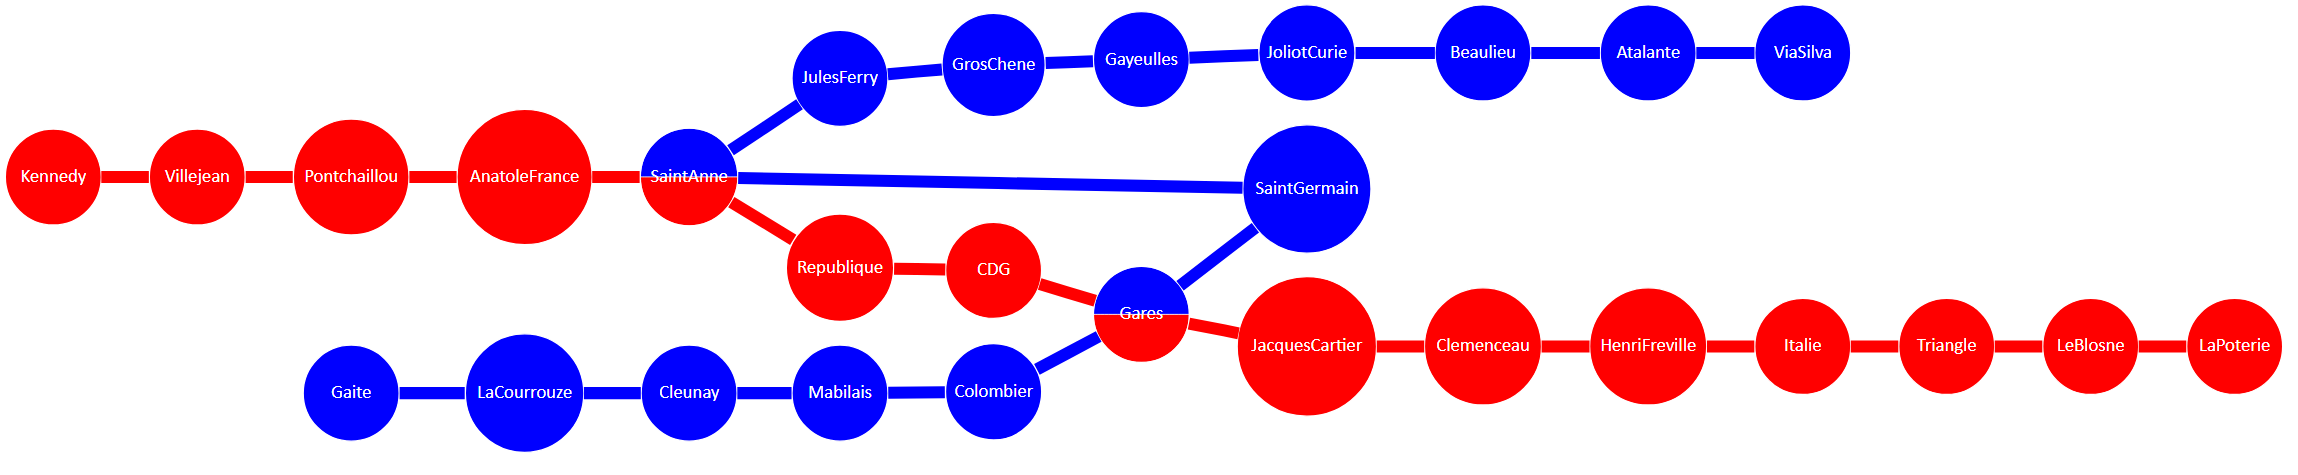 JulesFerry
GrosChene
Gayeulles
JoliotCurie
Beaulieu
Atalante
ViaSilva
Kennedy
Villejean
Pontchaillou
AnatoleFrance
SaintAnne
SaintGermain
Republique
CDG
Gares
JacquesCartier
Clemenceau
HenriFreville
Italie
Triangle
LeBlosne
LaPoterie
Gaite
LaCourrouze
Cleunay
Mabilais
Colombier